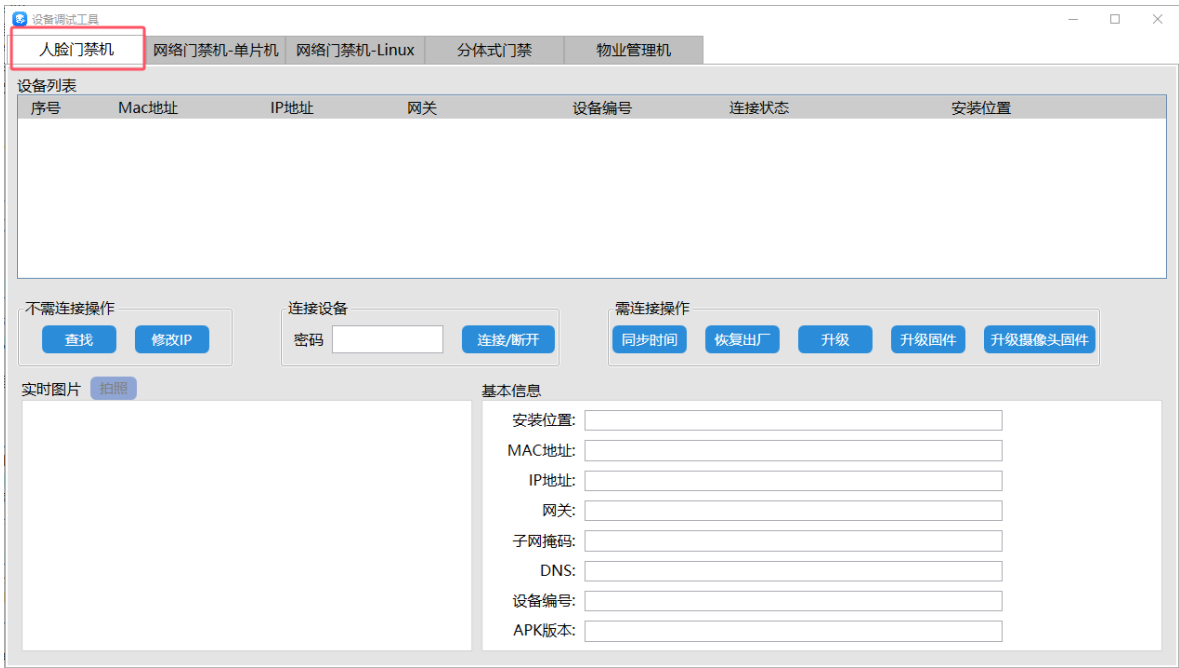 设备调试工具
人脸门禁机 网络门禁机-单片机 网络门禁机-Linux 分体式门禁 物业管理机
设备列表
序号 Mac地址 IP地址 网关 设备编号 连接状态 安装位置
不需连接操作 连接设备 需连接操作
查找 修改IP 密码 连接/断开 同步时间 恢复出厂 升级 升级固件 升级摄像头固件
实时图片 拍照 基本信息
安装位置:
MAC地址:
IP地址:
网关:
子网掩码:
DNS:
设备编号:
APK版本: